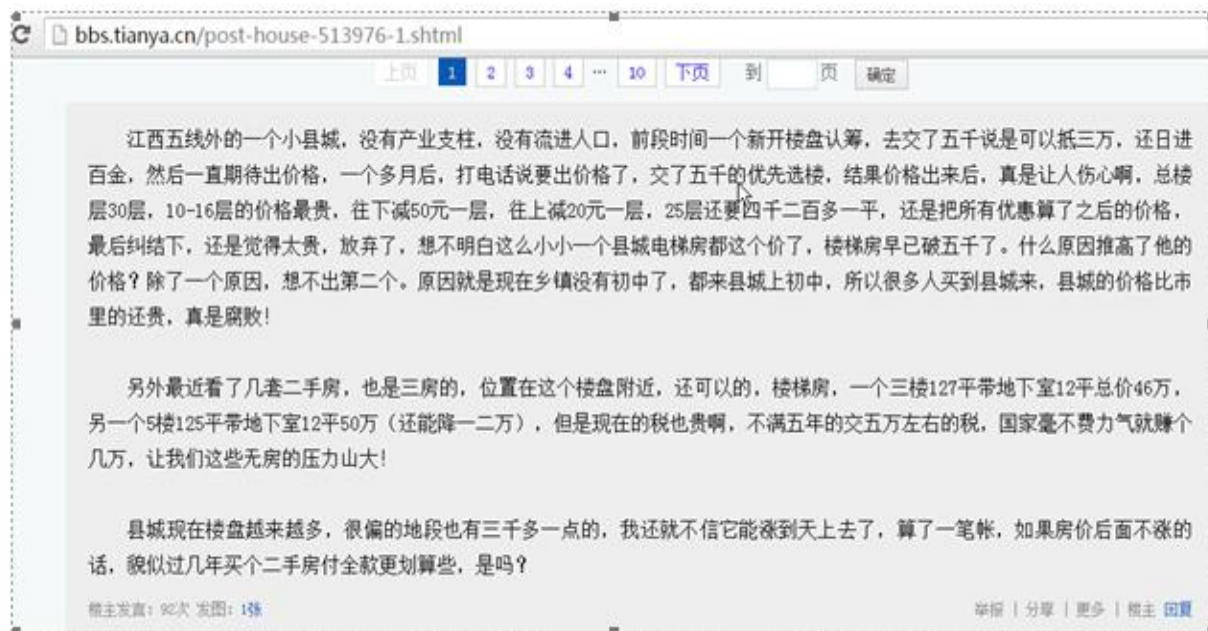 bbs.tianya.cn/post-house-513976-1.shtml
上页 1 2 3 4 … 10 下页 到 页 确定
江西五线外的一个小县城，没有产业支柱，没有流进人口，前段时间一个新开楼盘认筹，去交了五千说是可以抵三万，还日进
百金，然后一直期待出价格，一个多月后，打电话说要出价格了，交了五千的优先选楼，结果价格出来后，真是让人伤心啊，总楼
层30层，10-16层的价格最贵，往下减50元一层，往上减20元一层，25层还要四千二百多一平，还是把所有优惠算了之后的价格，
最后纠结下，还是觉得太贵，放弃了，想不明白这么小小一个县城电梯房都这个价了，楼梯房早已破五千了。什么原因推高了他的
价格？除了一个原因，想不出第二个。原因就是现在乡镇没有初中了，都来县城上初中，所以很多人买到县城来，县城的价格比市
里的还贵，真是腐败！
另外最近看了几套二手房，也是三房的，位置在这个楼盘附近，还可以的，楼梯房，一个三楼127平带地下室12平总价46万，
另一个5楼125平带地下室12平50万（还能降一二万），但是现在的税也贵啊，不满五年的交五万左右的税，国家毫不费力气就赚个
几万，让我们这些无房的压力山大！
县城现在楼盘越来越多，很偏的地段也有三千多一点的，我还就不信它能涨到天上去了，算了一笔帐，如果房价后面不涨的
话，貌似过几年买个二手房付全款更划算些，是吗？
楼主发言：92次 发图：1张 举报 | 分享 | 更多 | 楼主 回复